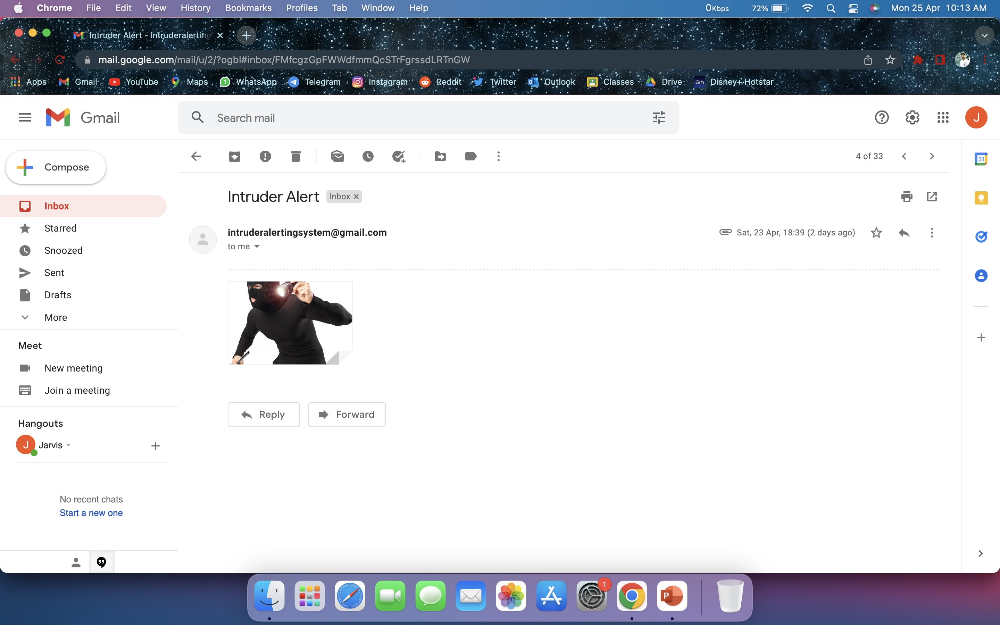 Chrome File Edit View History Bookmarks Profiles Tab Window Help 0Kbps 72% Mon 25 Apr 10:13 AM
Intruder Alert - intruderalerting
mail.google.com/mail/u/2/?ogbl#inbox/FMfcgzGpFWWdfmmQcSTrFgrssdLRTnGW
Apps Gmail YouTube Maps 1 WhatsApp Telegram Instagram Reddit Twitter Outlook Classes Drive Dh Disney+ Hotstar
Gmail Search mail J
Compose
4 of 33
31
Intruder Alert Inbox
Inbox
Starred
Snoozed
Sent
Drafts
More
intruderalertingsystem@gmail.com Sat, 23 Apr, 18:39 (2 days ago)
to me
Meet
New meeting
Join a meeting
Reply Forward
Hangouts
J Jarvis
No recent chats
Start a new one
1
P